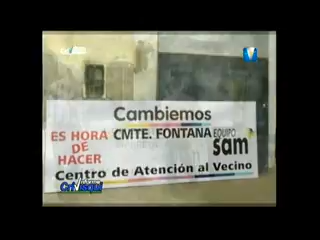 Cambiemos
ES HORA
DE
HACER
CMTE. FONTANA
EQUIPO
sam
Centro de Atención al Vecino